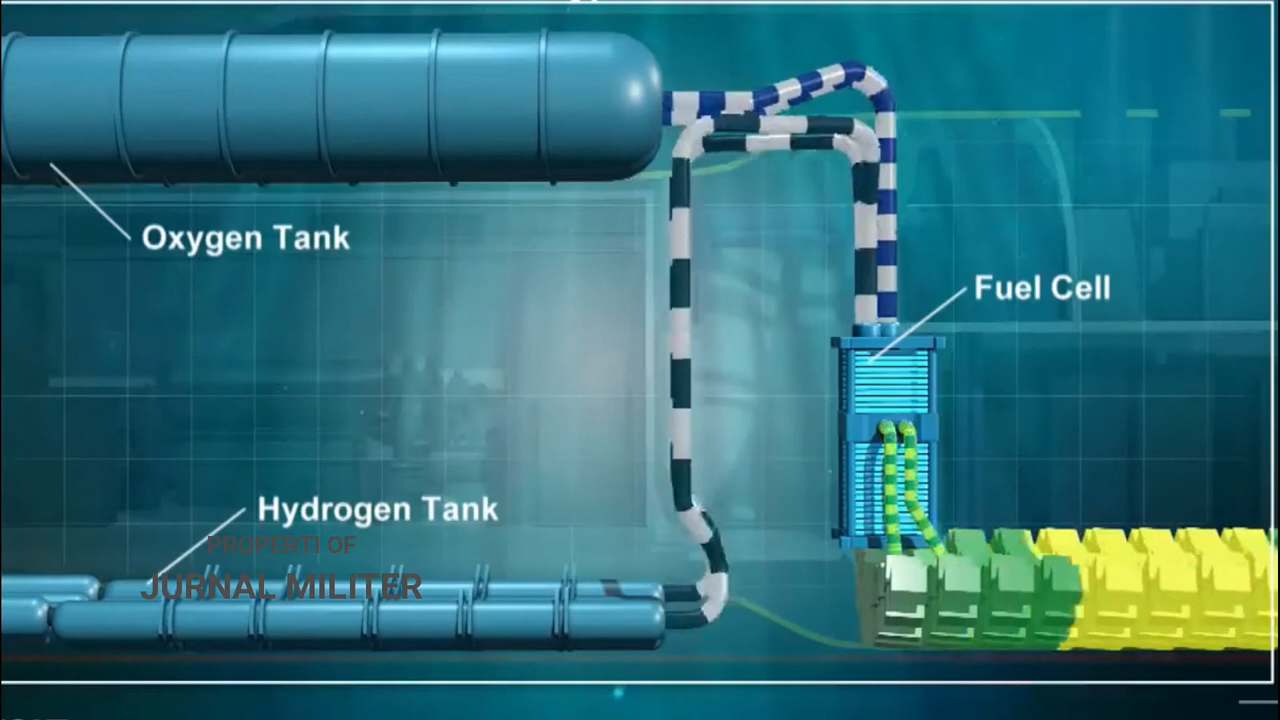 Oxygen Tank
Fuel Cell
Hydrogen Tank
PROPERTI OF
JURNAL MILITER